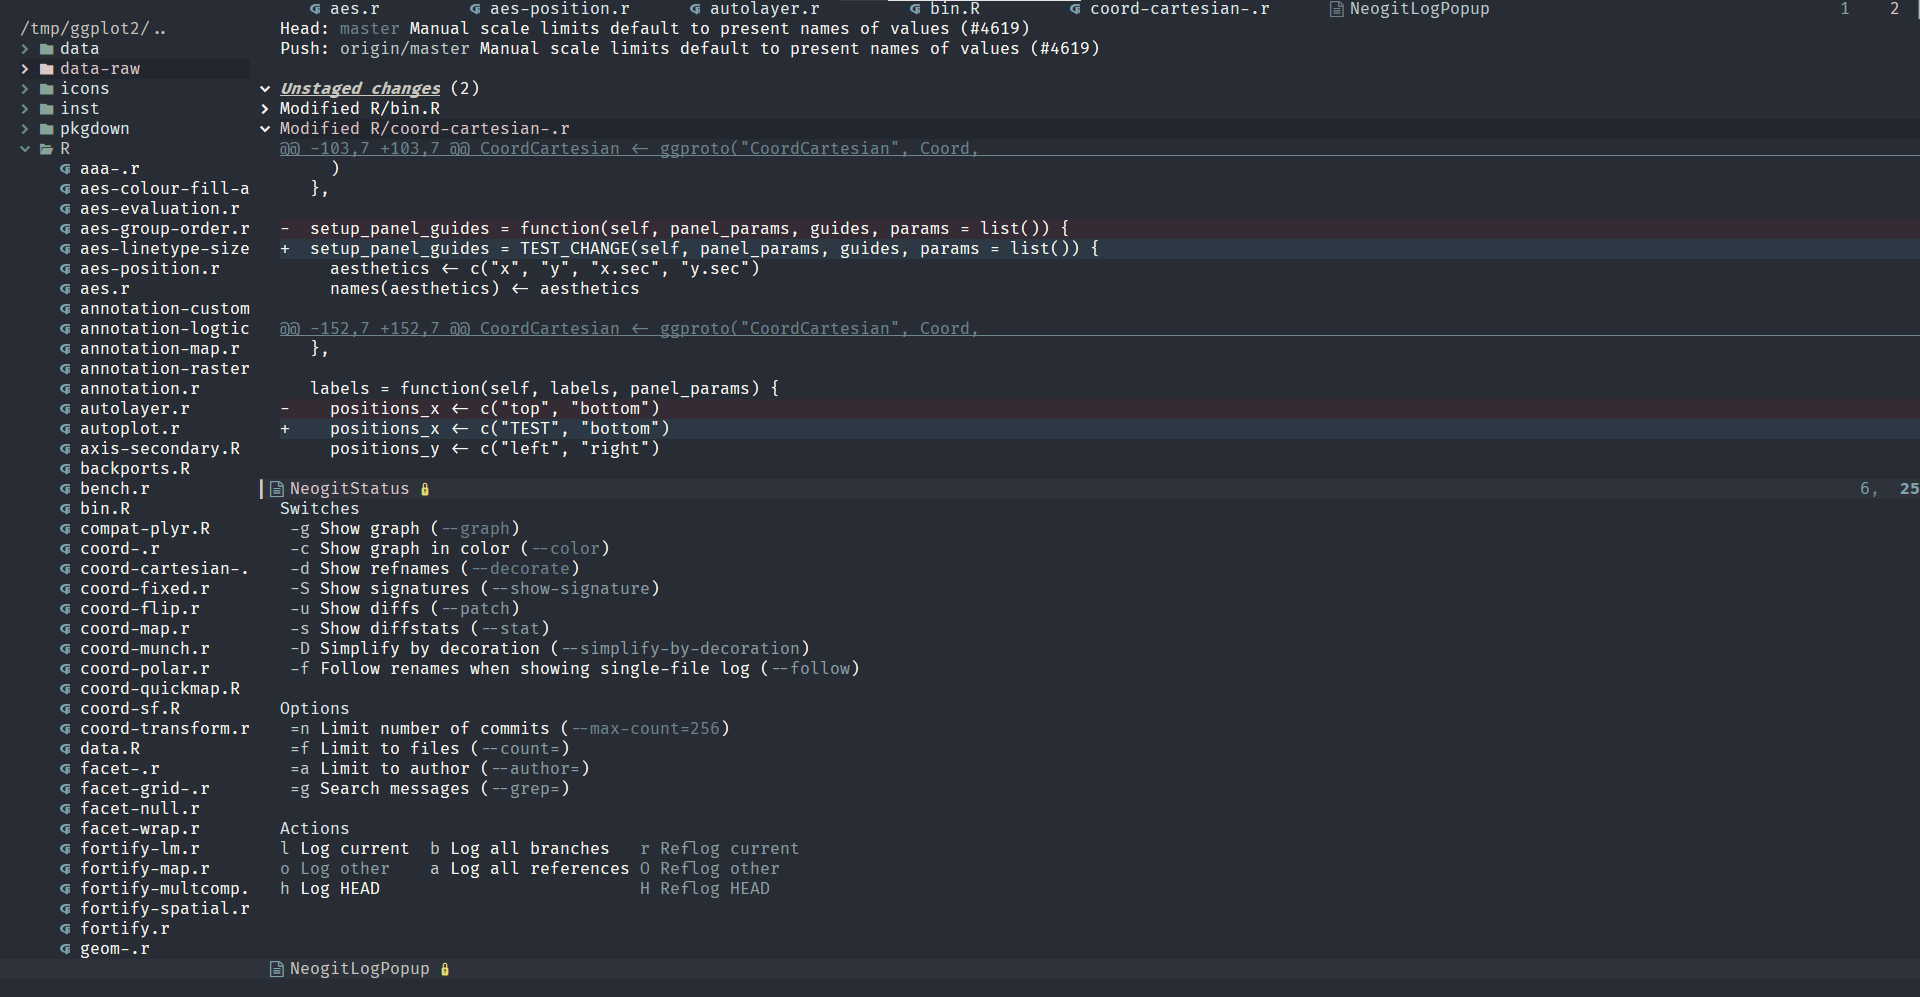 aes.r aes-position.r autolayer.r bin.R coord-cartesian-.r NeogitLogPopup 1 2
/tmp/ggplot2/..
data
data-raw
icons
inst
pkgdown
R
aaa-.r
aes-colour-fill-a
aes-evaluation.r
aes-group-order.r
aes-linetype-size
aes-position.r
aes.r
annotation-custom
annotation-logtic
annotation-map.r
annotation-raster
annotation.r
autolayer.r
autoplot.r
axis-secondary.R
backports.R
bench.r
bin.R
compat-plyr.R
coord-.r
coord-cartesian-.
coord-fixed.r
coord-flip.r
coord-map.r
coord-munch.r
coord-polar.r
coord-quickmap.R
coord-sf.R
coord-transform.r
data.R
facet-.r
facet-grid-.r
facet-null.r
facet-wrap.r
fortify-lm.r
fortify-map.r
fortify-multcomp.
fortify-spatial.r
fortify.r
geom-.r
Head: master Manual scale limits default to present names of values (#4619)
Push: origin/master Manual scale limits default to present names of values (#4619)
Unstaged changes (2)
Modified R/bin.R
Modified R/coord-cartesian-.r
@@ -103,7 +103,7 @@ CoordCartesian <- ggproto("CoordCartesian", Coord,
)
},
- setup_panel_guides = function(self, panel_params, guides, params = list()) {
+ setup_panel_guides = TEST_CHANGE(self, panel_params, guides, params = list()) {
aesthetics <- c("x", "y", "x.sec", "y.sec")
names(aesthetics) <- aesthetics
@@ -152,7 +152,7 @@ CoordCartesian <- ggproto("CoordCartesian", Coord,
},
labels = function(self, labels, panel_params) {
- positions_x <- c("top", "bottom")
+ positions_x <- c("TEST", "bottom")
positions_y <- c("left", "right")
NeogitStatus 6, 25
Switches
-g Show graph (--graph)
-c Show graph in color (--color)
-d Show refnames (--decorate)
-S Show signatures (--show-signature)
-u Show diffs (--patch)
-s Show diffstats (--stat)
-D Simplify by decoration (--simplify-by-decoration)
-f Follow renames when showing single-file log (--follow)
Options
=n Limit number of commits (--max-count=256)
=f Limit to files (--count=)
=a Limit to author (--author=)
=g Search messages (--grep=)
Actions
l Log current b Log all branches r Reflog current
o Log other a Log all references O Reflog other
h Log HEAD H Reflog HEAD
NeogitLogPopup